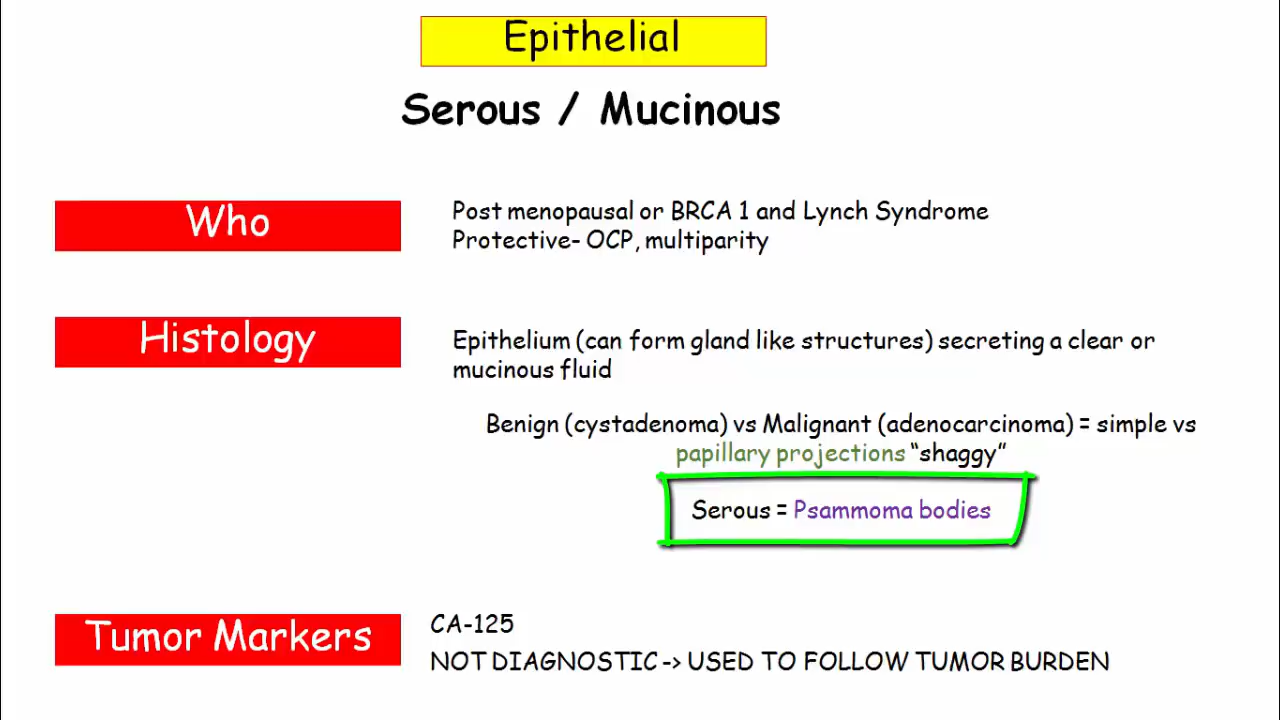 Epithelial
Serous / Mucinous
Who
Post menopausal or BRCA 1 and Lynch Syndrome
Protective- OCP, multiparity
Histology
Epithelium (can form gland like structures) secreting a clear or
mucinous fluid
Benign (cystadenoma) vs Malignant (adenocarcinoma) = simple vs
papillary projections “shaggy”
Serous = Psammoma bodies
Tumor Markers
CA-125
NOT DIAGNOSTIC -> USED TO FOLLOW TUMOR BURDEN